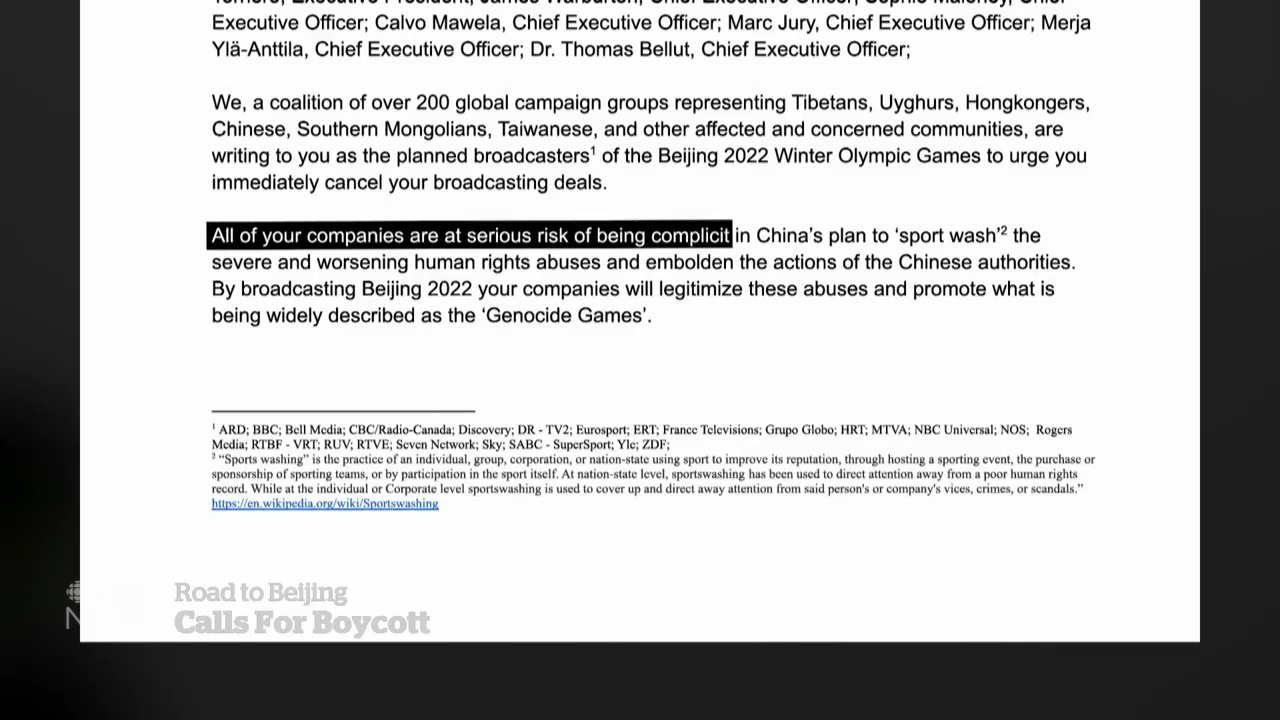 Executive Officer; Calvo Mawela, Chief Executive Officer; Marc Jury, Chief Executive Officer; Merja
Ylä-Anttila, Chief Executive Officer; Dr. Thomas Bellut, Chief Executive Officer;
We, a coalition of over 200 global campaign groups representing Tibetans, Uyghurs, Hongkongers,
Chinese, Southern Mongolians, Taiwanese, and other affected and concerned communities, are
writing to you as the planned broadcasters¹ of the Beijing 2022 Winter Olympic Games to urge you
immediately cancel your broadcasting deals.
All of your companies are at serious risk of being complicit in China’s plan to ‘sport wash’² the
severe and worsening human rights abuses and embolden the actions of the Chinese authorities.
By broadcasting Beijing 2022 your companies will legitimize these abuses and promote what is
being widely described as the ‘Genocide Games’.
¹ ARD; BBC; Bell Media; CBC/Radio-Canada; Discovery; DR - TV2; Eurosport; ERT; France Televisions; Grupo Globo; HRT; MTVA; NBC Universal; NOS; Rogers
Media; RTBF - VRT; RUV; RTVE; Seven Network; Sky; SABC - SuperSport; Yle; ZDF;
² “Sports washing” is the practice of an individual, group, corporation, or nation-state using sport to improve its reputation, through hosting a sporting event, the purchase or
sponsorship of sporting teams, or by participation in the sport itself. At nation-state level, sportswashing has been used to direct attention away from a poor human rights
record. While at the individual or Corporate level sportswashing is used to cover up and direct away attention from said person's or company's vices, crimes, or scandals.”
https://en.wikipedia.org/wiki/Sportswashing
Road to Beijing
Calls For Boycott